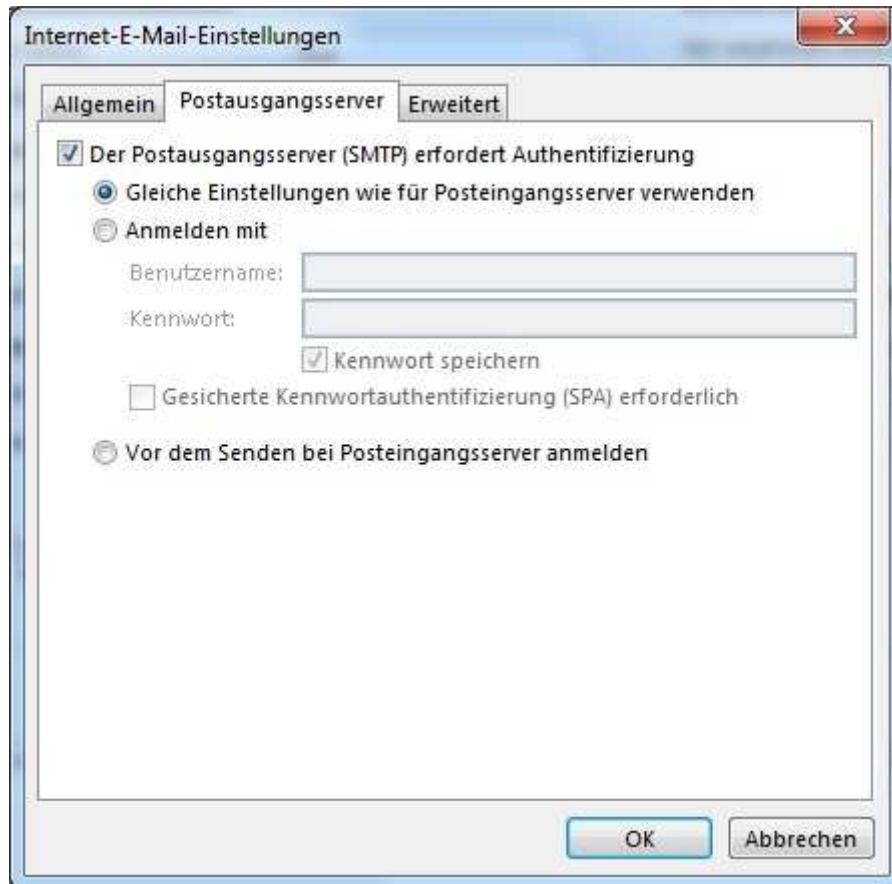 Internet-E-Mail-Einstellungen
Allgemein Postausgangsserver Erweitert
Der Postausgangsserver (SMTP) erfordert Authentifizierung
Gleiche Einstellungen wie für Posteingangsserver verwenden
Anmelden mit
Benutzername:
Kennwort:
Kennwort speichern
Gesicherte Kennwortauthentifizierung (SPA) erforderlich
Vor dem Senden bei Posteingangsserver anmelden
OK Abbrechen